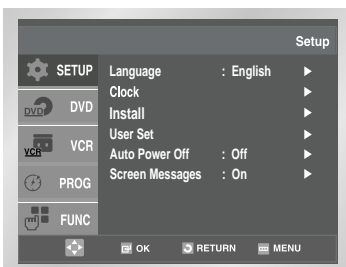 Setup
SETUP
DVD
DVD
VCR
VCR
PROG
FUNC
Language : English ►
Clock ►
Install ►
User Set ►
Auto Power Off : Off ►
Screen Messages : On ►
OK RETURN MENU